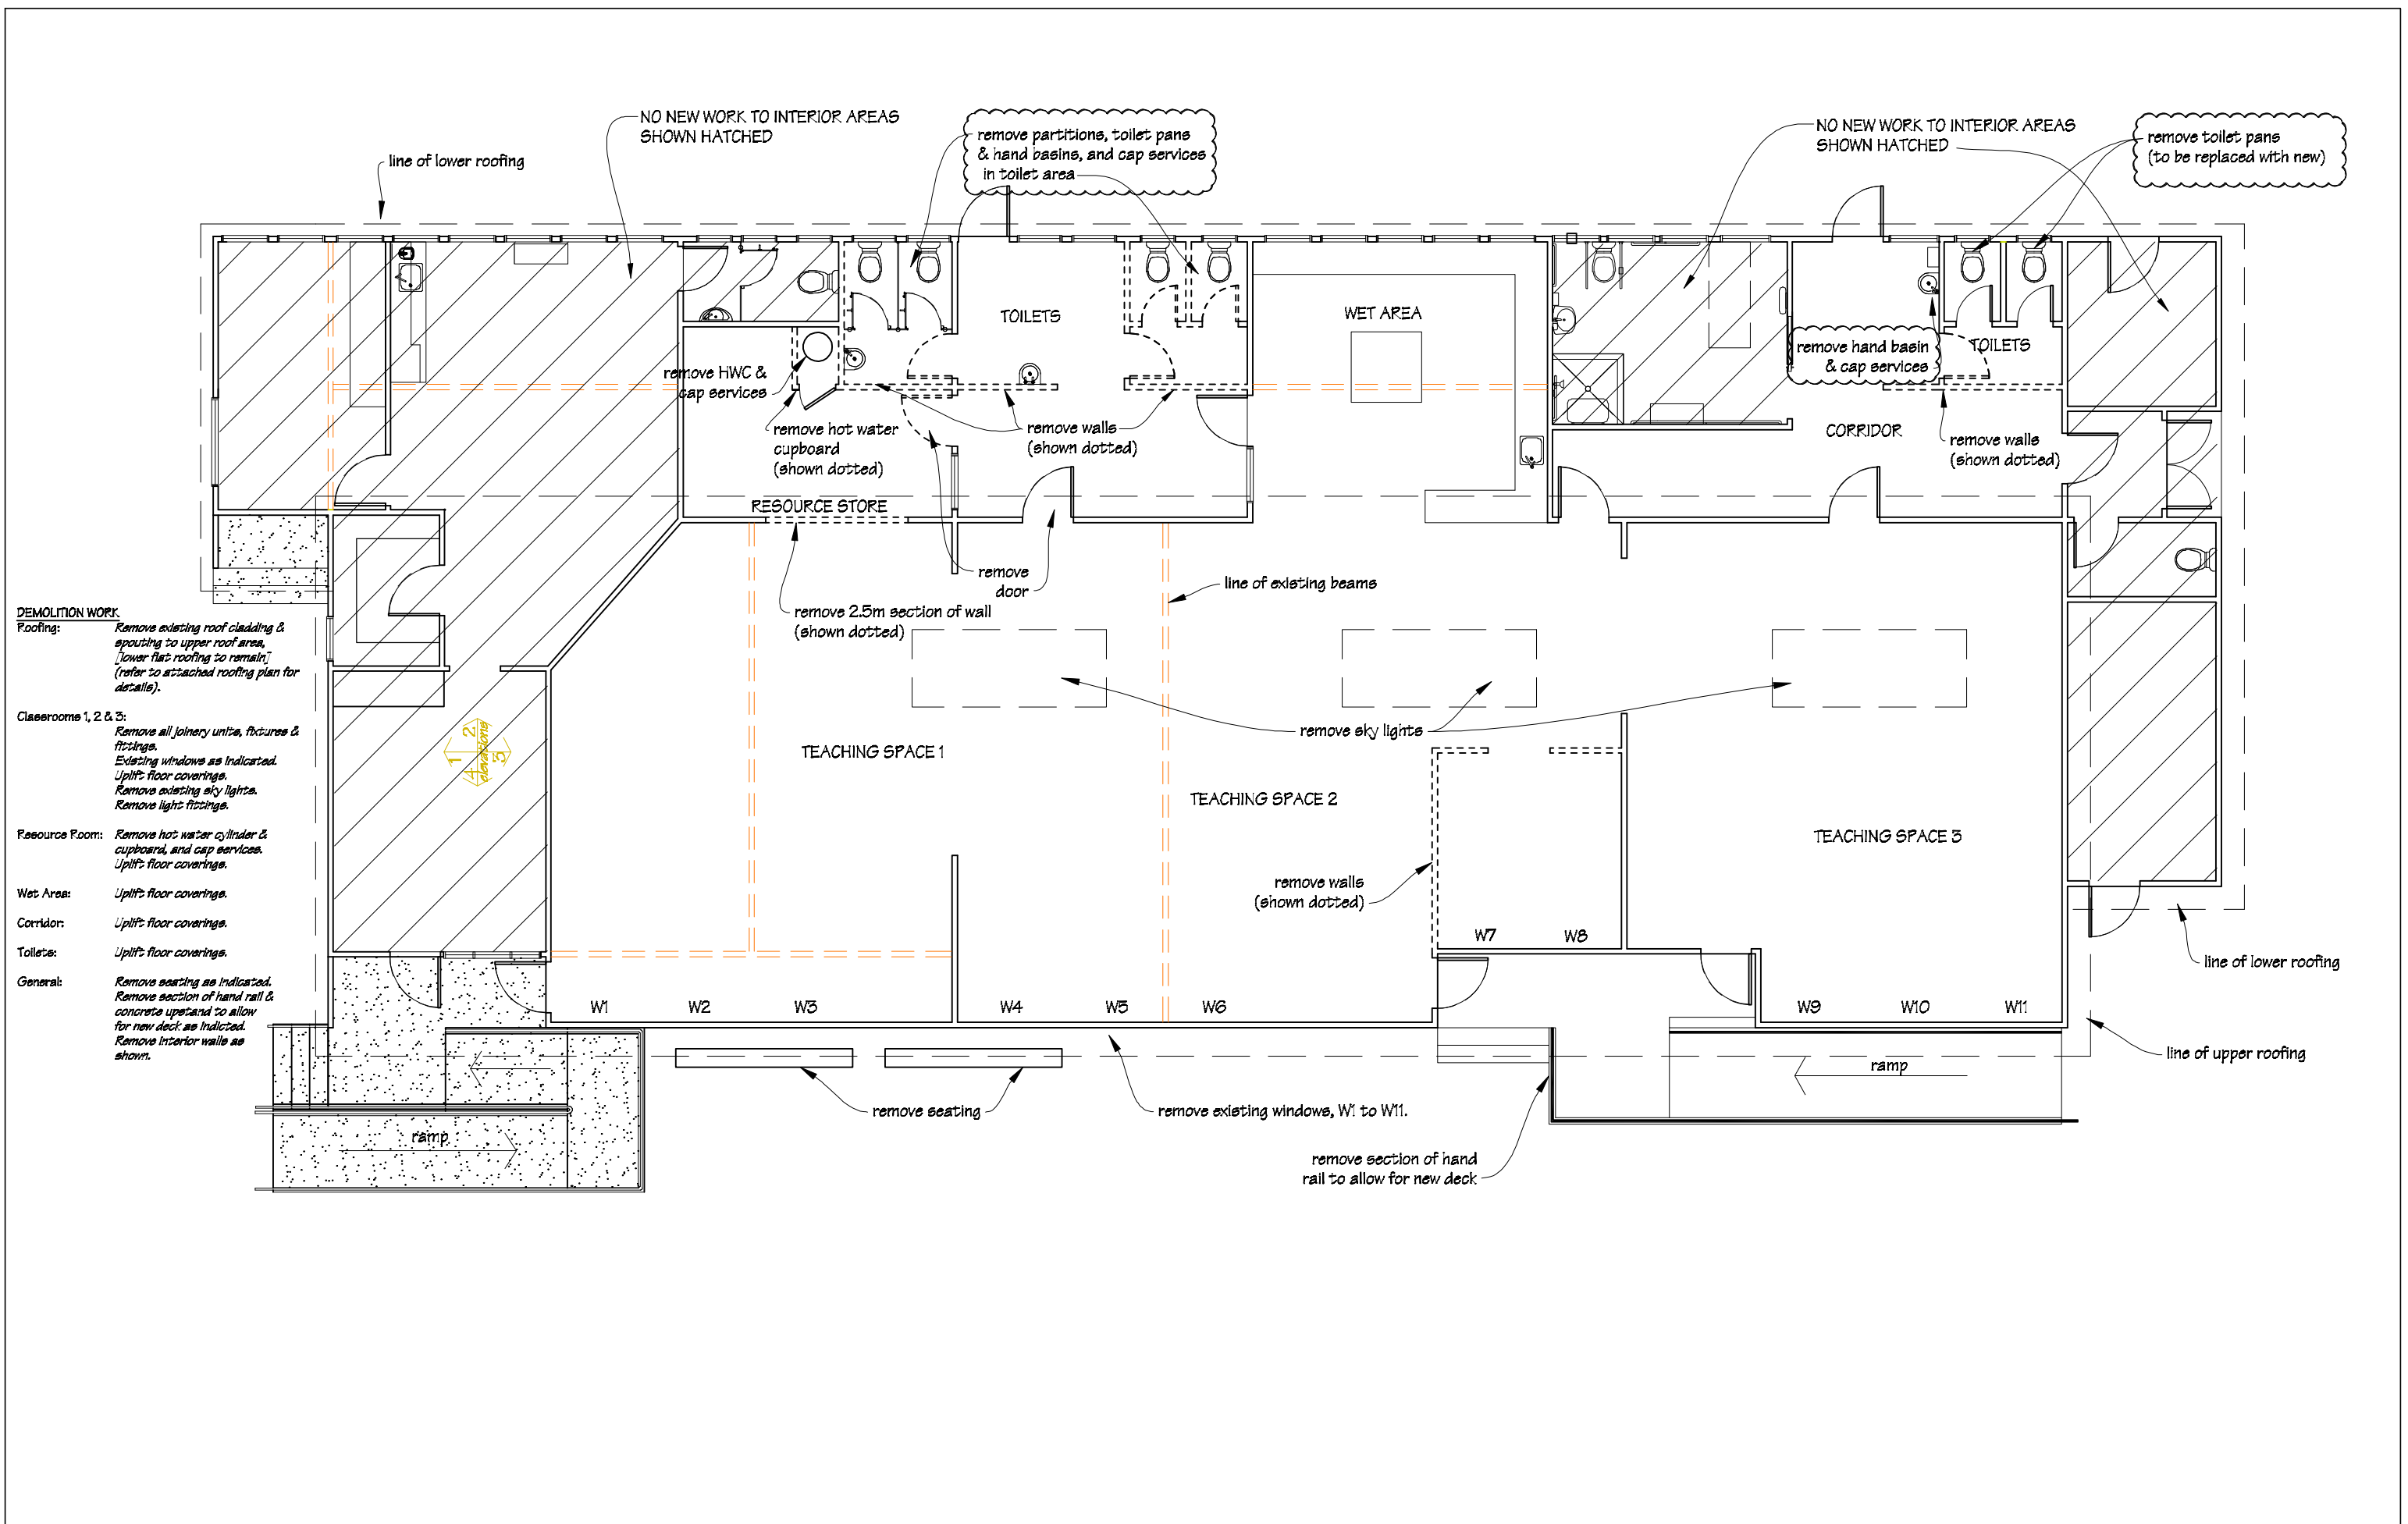 NO NEW WORK TO INTERIOR AREAS
SHOWN HATCHED
line of lower roofing
remove partitions, toilet pans
& hand basins, and cap services
in toilet area
NO NEW WORK TO INTERIOR AREAS
SHOWN HATCHED
remove toilet pans
(to be replaced with new)
TOILETS
WET AREA
remove hand basin
& cap services
TOILETS
remove HWC &
cap services
remove hot water
cupboard
(shown dotted)
remove walls
(shown dotted)
CORRIDOR
remove walls
(shown dotted)
RESOURCE STORE
remove
door
line of existing beams
remove 2.5m section of wall
(shown dotted)
DEMOLITION WORK
Roofing: Remove existing roof cladding &
spouting to upper roof area,
[lower flat roofing to remain]
(refer to attached roofing plan for
details).
Classrooms 1, 2 & 3:
Remove all joinery units, fixtures &
fittings.
Existing windows as indicated.
Uplift floor coverings.
Remove existing sky lights.
Remove light fittings.
Resource Room: Remove hot water cylinder &
cupboard, and cap services.
Uplift floor coverings.
Wet Area: Uplift floor coverings.
Corridor: Uplift floor coverings.
Toilets: Uplift floor coverings.
General: Remove seating as indicated.
Remove section of hand rail &
concrete upstand to allow
for new deck as indicted.
Remove interior walls as
shown.
1 2 3 4
elevations
remove sky lights
TEACHING SPACE 1
TEACHING SPACE 2
TEACHING SPACE 3
remove walls
(shown dotted)
W7 W8
line of lower roofing
W1 W2 W3 W4 W5 W6 W9 W10 W11
line of upper roofing
ramp
remove seating
remove existing windows, W1 to W11.
ramp
remove section of hand
rail to allow for new deck